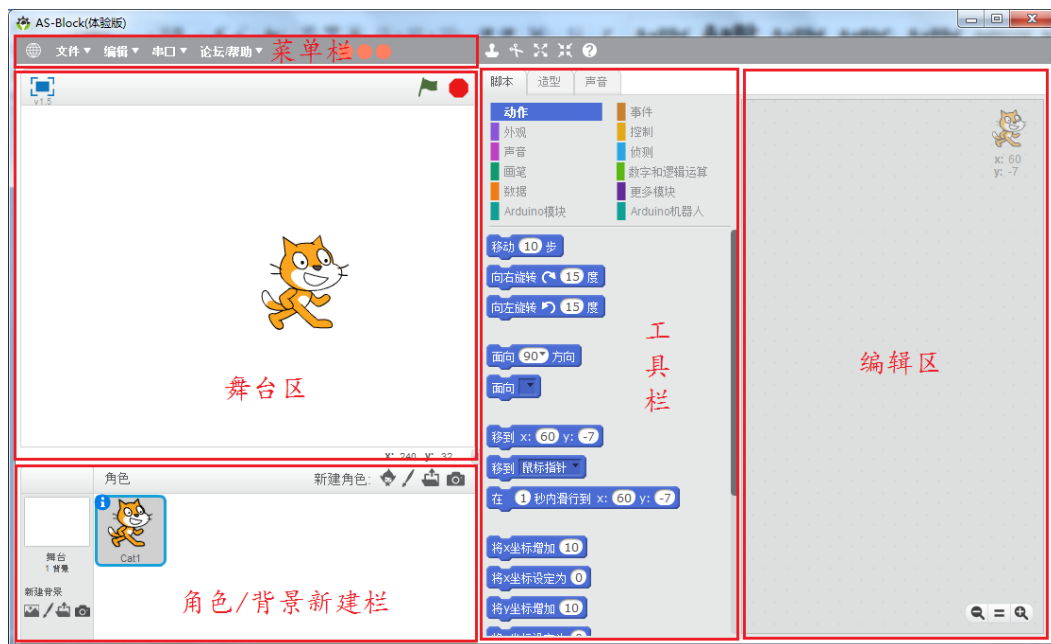 AS-Block(体验版)
文件 编辑 串口 论坛/帮助 菜单栏
v1.5
舞台区
x: 240 y: 32
角色 新建角色:
舞台
1 背景
新建背景
Cat1
角色/背景新建栏
脚本 造型 声音
动作 事件
外观 控制
声音 侦测
画笔 数字和逻辑运算
数据 更多模块
Arduino模块 Arduino机器人
移动 10 步
向右旋转 15 度
向左旋转 15 度
面向 90 方向
面向
移到 x: 60 y: -7
移到 鼠标指针
在 1 秒内滑行到 x: 60 y: -7
将x坐标增加 10
将x坐标设定为 0
将y坐标增加 10
工具栏
x: 60
y: -7
编辑区